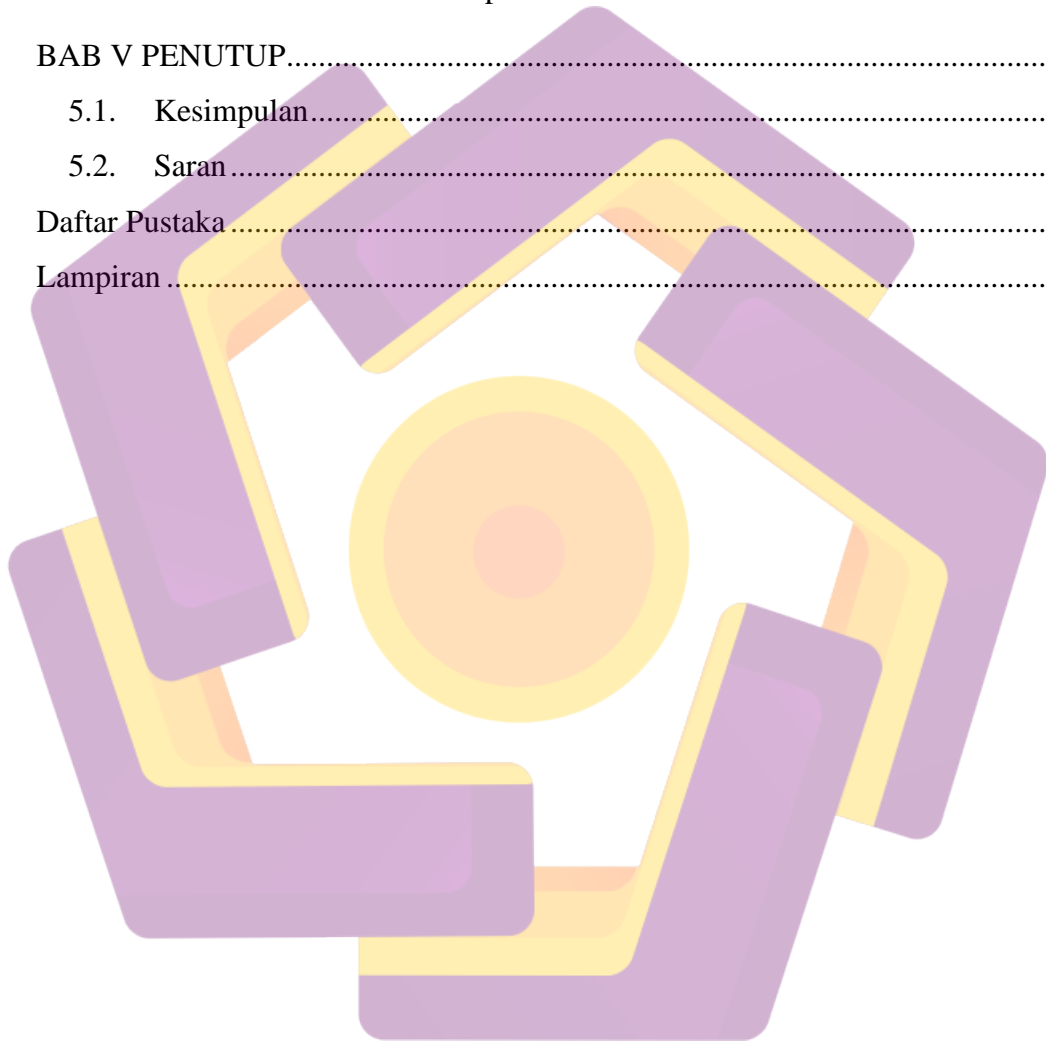 BAB V PENUTUP..........................................................................................
5.1. Kesimpulan..........................................................................................
5.2. Saran..........................................................................................
Daftar Pustaka..........................................................................................
Lampiran..........................................................................................